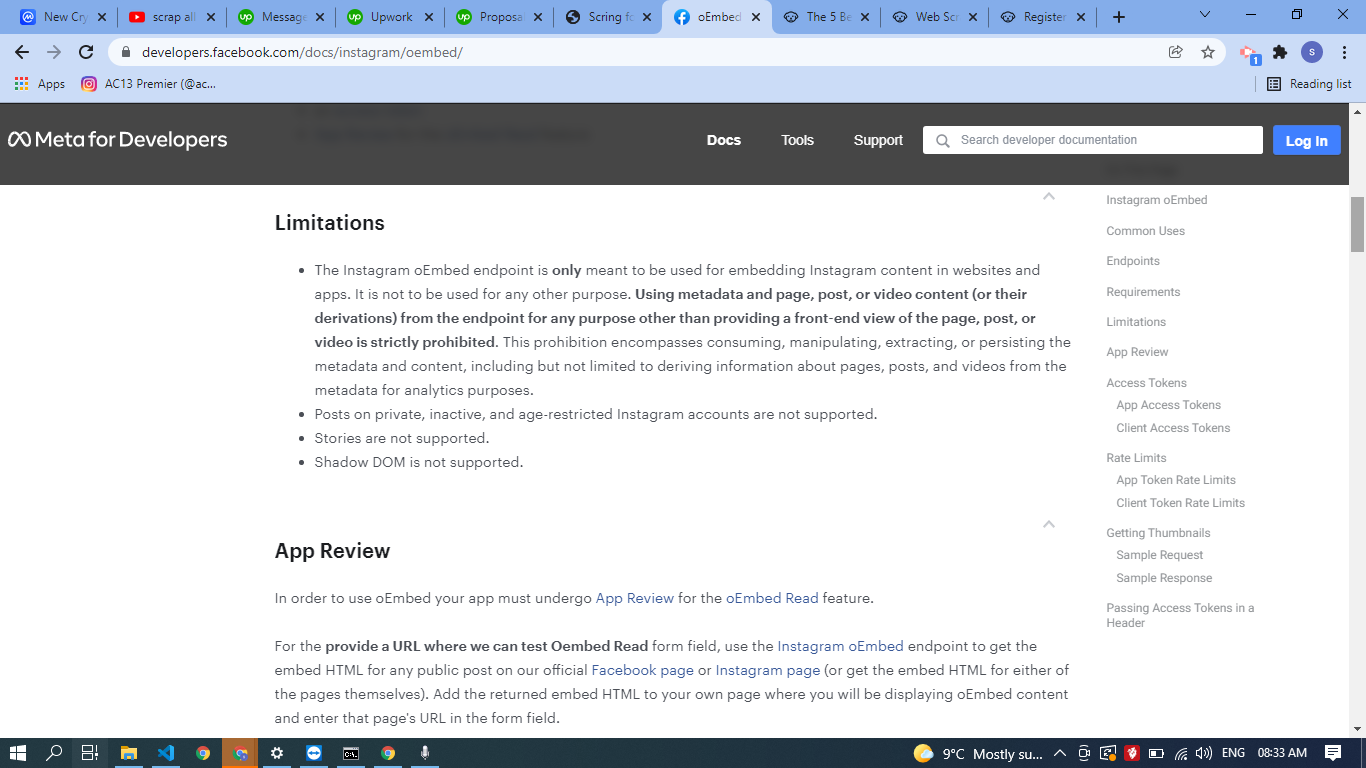 New Cry
scrap all
Message
Upwork
Proposa
Scring fo
oEmbed
The 5 Be
Web Scr
Register
developers.facebook.com/docs/instagram/oembed/
S
1
Apps
AC13 Premier (@ac...
Reading list
Meta for Developers
Docs
Tools
Support
Search developer documentation
Log In
Limitations
• The Instagram oEmbed endpoint is only meant to be used for embedding Instagram content in websites and
apps. It is not to be used for any other purpose. Using metadata and page, post, or video content (or their
derivations) from the endpoint for any purpose other than providing a front-end view of the page, post, or
video is strictly prohibited. This prohibition encompasses consuming, manipulating, extracting, or persisting the
metadata and content, including but not limited to deriving information about pages, posts, and videos from the
metadata for analytics purposes.
• Posts on private, inactive, and age-restricted Instagram accounts are not supported.
• Stories are not supported.
• Shadow DOM is not supported.
App Review
In order to use oEmbed your app must undergo App Review for the oEmbed Read feature.
For the provide a URL where we can test Oembed Read form field, use the Instagram oEmbed endpoint to get the
embed HTML for any public post on our official Facebook page or Instagram page (or get the embed HTML for either of
the pages themselves). Add the returned embed HTML to your own page where you will be displaying oEmbed content
and enter that page's URL in the form field.
Instagram oEmbed
Common Uses
Endpoints
Requirements
Limitations
App Review
Access Tokens
App Access Tokens
Client Access Tokens
Rate Limits
App Token Rate Limits
Client Token Rate Limits
Getting Thumbnails
Sample Request
Sample Response
Passing Access Tokens in a
Header
9°C Mostly su...
ENG
08:33 AM